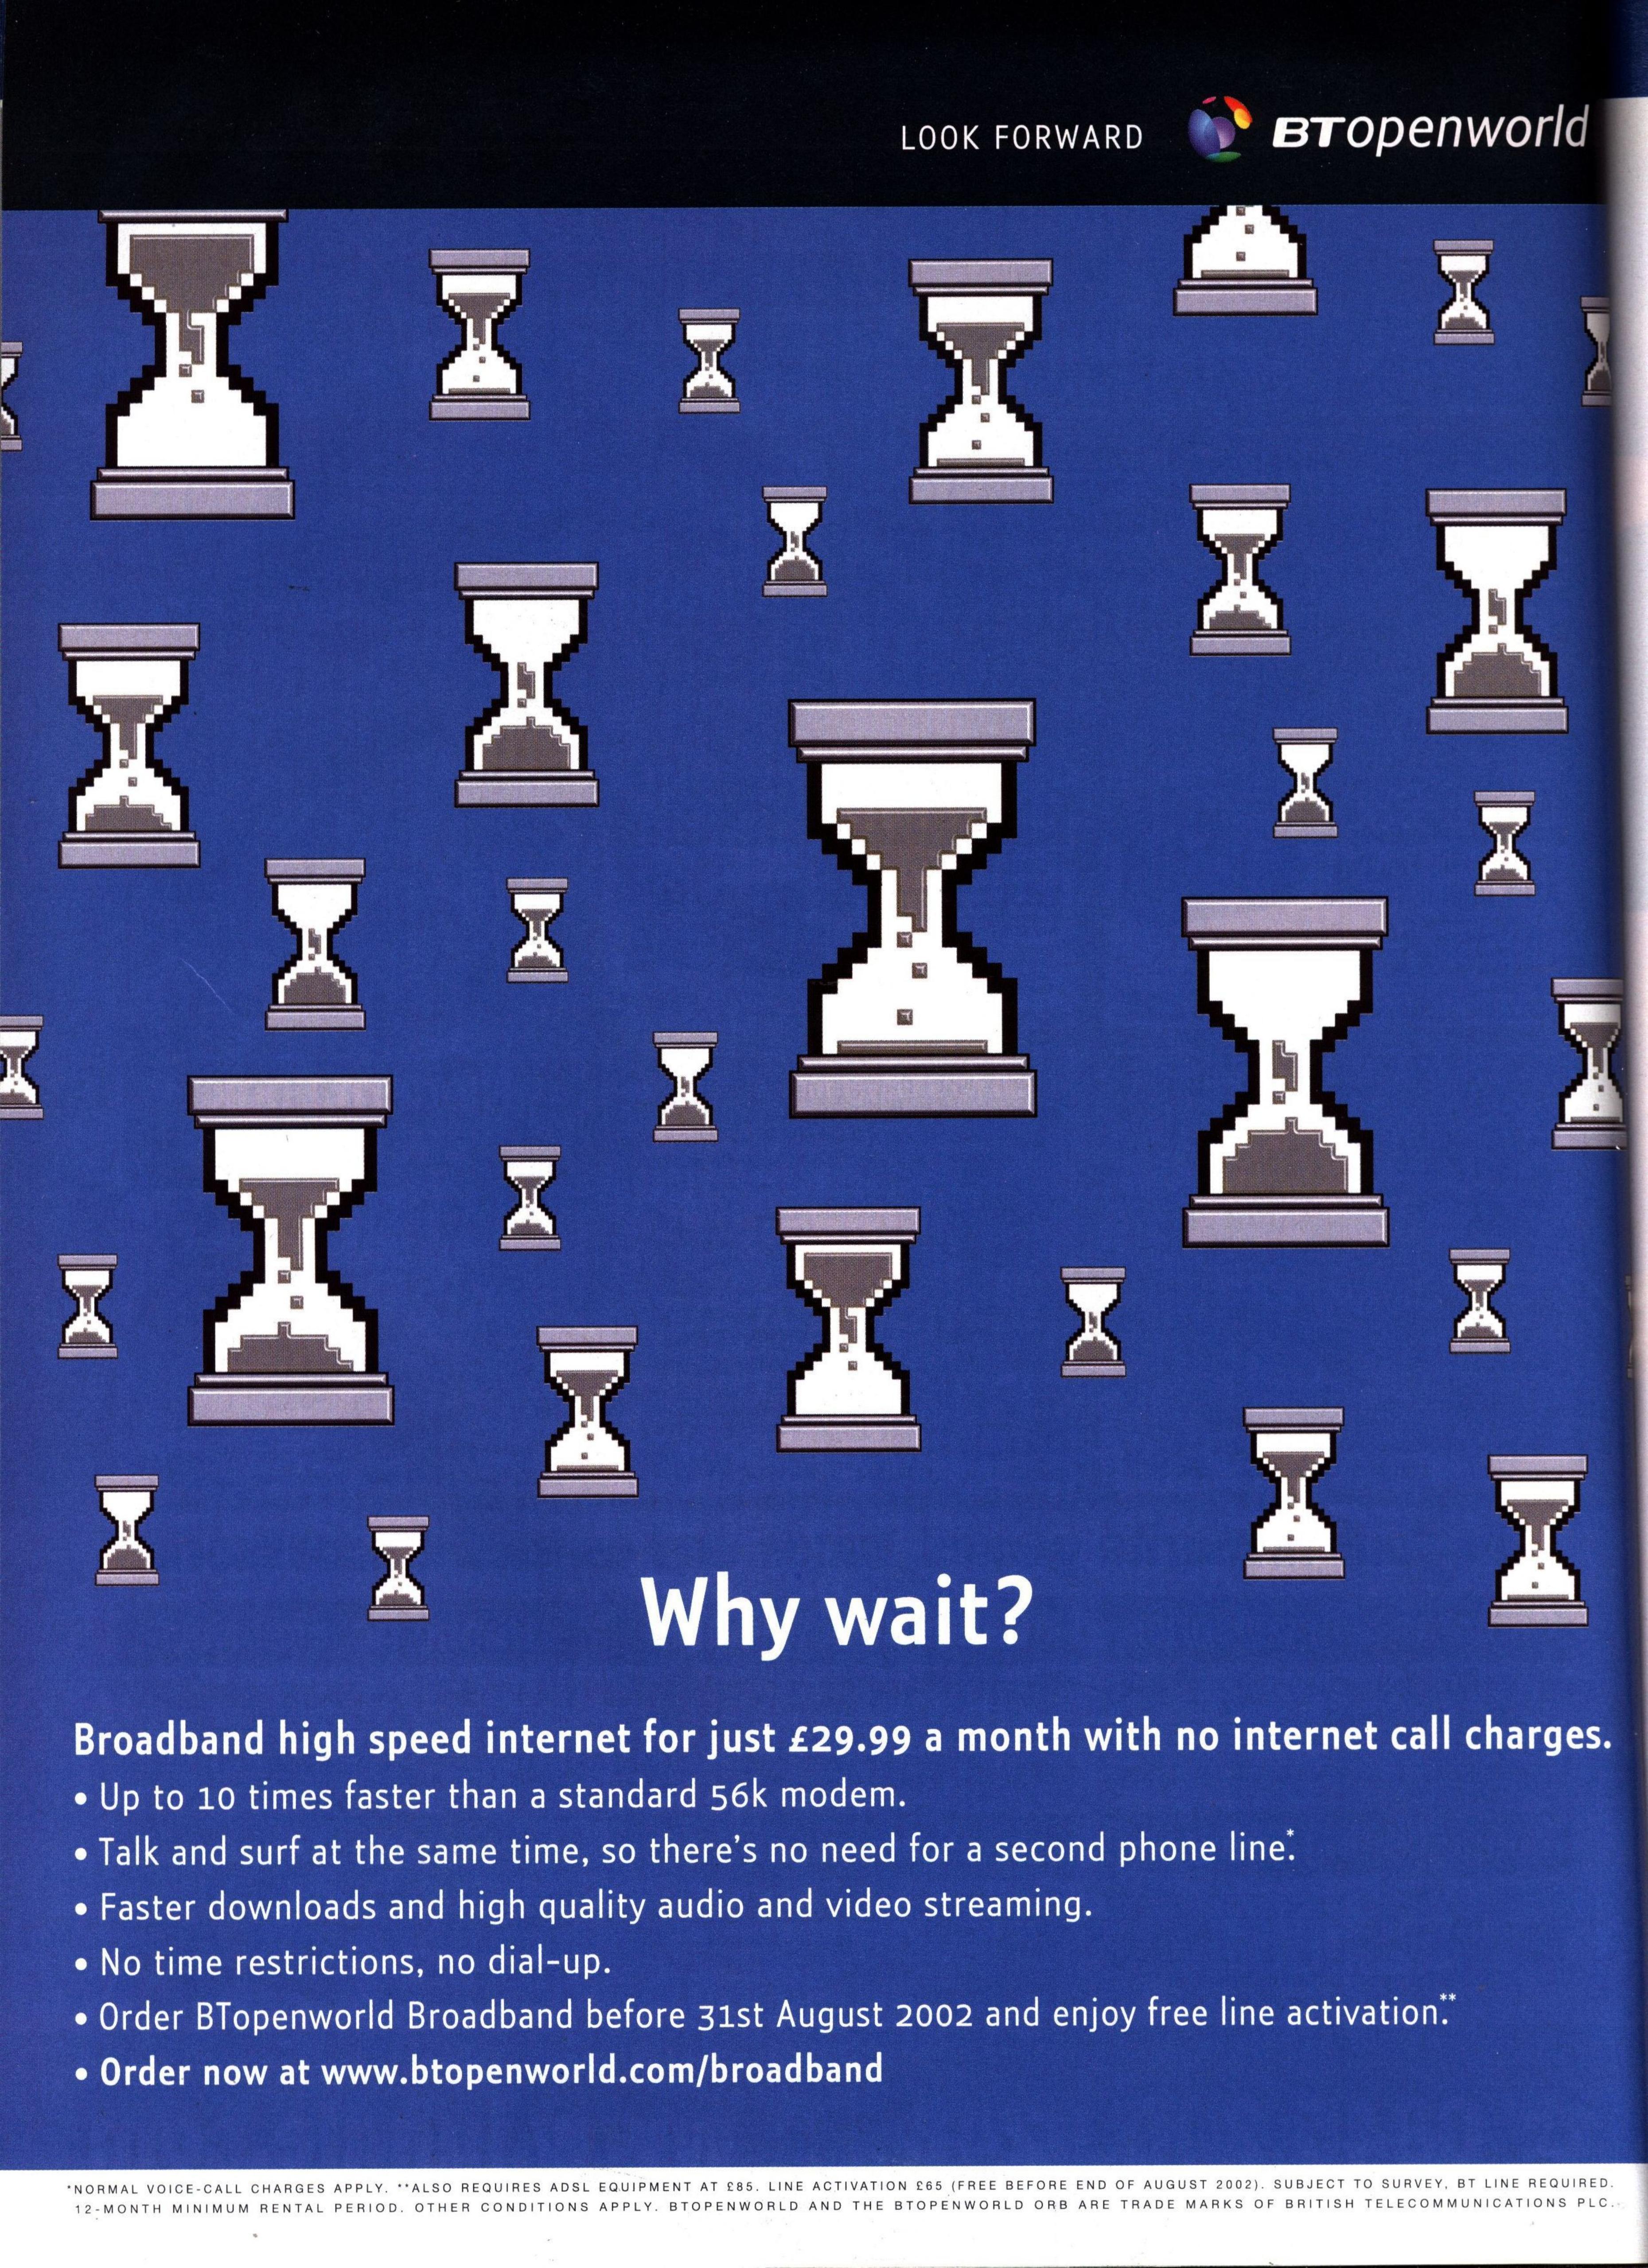 LOOK FORWARD BTopenworld
Why wait?
Broadband high speed internet for just £29.99 a month with no internet call charges.
• Up to 10 times faster than a standard 56k modem.
• Talk and surf at the same time, so there's no need for a second phone line.*
• Faster downloads and high quality audio and video streaming.
• No time restrictions, no dial-up.
• Order BTopenworld Broadband before 31st August 2002 and enjoy free line activation.**
• Order now at www.btopenworld.com/broadband
*NORMAL VOICE-CALL CHARGES APPLY. **ALSO REQUIRES ADSL EQUIPMENT AT £85. LINE ACTIVATION £65 (FREE BEFORE END OF AUGUST 2002). SUBJECT TO SURVEY, BT LINE REQUIRED.
12-MONTH MINIMUM RENTAL PERIOD. OTHER CONDITIONS APPLY. BTOPENWORLD AND THE BTOPENWORLD ORB ARE TRADE MARKS OF BRITISH TELECOMMUNICATIONS PLC.